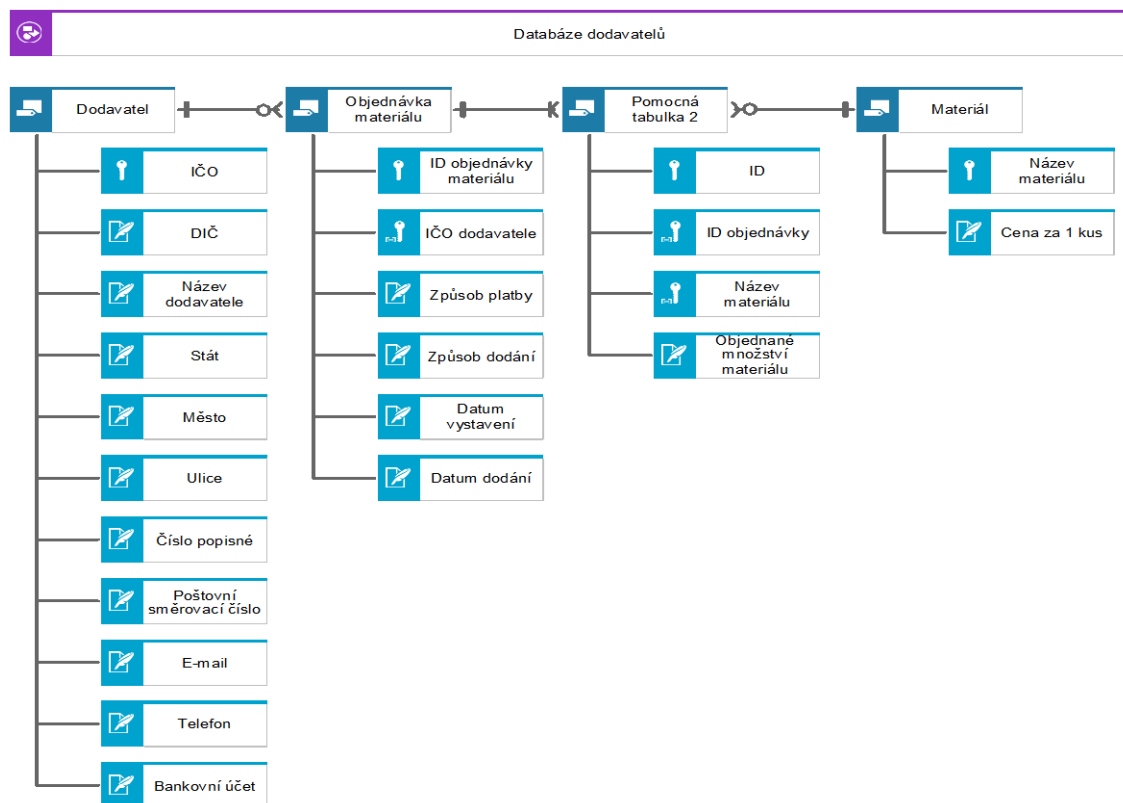 Databáze dodavatelů
Dodavatel
Objednávka
materiálu
Pomocná
tabulka 2
Materiál
IČO
DIČ
Název
dodavatele
Stát
Město
Ulice
Číslo popisné
Poštovní
směrovací číslo
E-mail
Telefon
Bankovní účet
ID objednávky
materiálu
IČO dodavatele
Způsob platby
Způsob dodání
Datum
vystavení
Datum dodání
ID
ID objednávky
Název
materiálu
Objednané
množství
materiálu
Název
materiálu
Cena za 1 kus